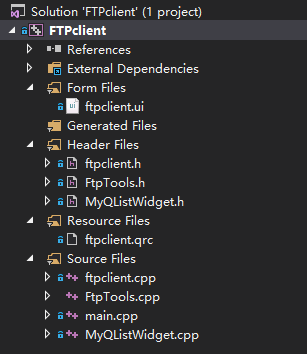 Solution 'FTPclient' (1 project)
FTPclient
References
External Dependencies
Form Files
ftpclient.ui
Generated Files
Header Files
ftpclient.h
FtpTools.h
MyQListWidget.h
Resource Files
ftpclient.qrc
Source Files
ftpclient.cpp
FtpTools.cpp
main.cpp
MyQListWidget.cpp